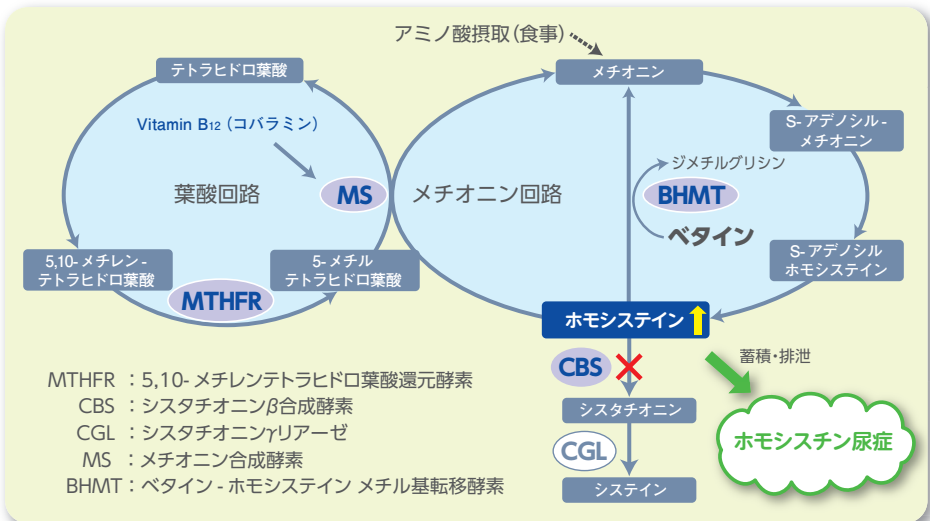 アミノ酸摂取(食事)
テトラヒドロ葉酸
メチオニン
Vitamin B12(コバラミン)
S-アデノシル-
メチオニン
ジメチルグリシン
葉酸回路
MS
メチオニン回路
BHMT
ベタイン
5,10-メチレン-
テトラヒドロ葉酸
5-メチル
テトラヒドロ葉酸
S-アデノシル
ホモシステイン
MTHFR
ホモシステイン
蓄積・排泄
CBS
シスタチオニン
CGL
システイン
ホモシスチン尿症
MTHFR:5,10-メチレンテトラヒドロ葉酸還元酵素
CBS:シスタチオニンβ合成酵素
CGL:シスタチオニンγリアーゼ
MS:メチオニン合成酵素
BHMT:ベタイン-ホモシステイン メチル基転移酵素